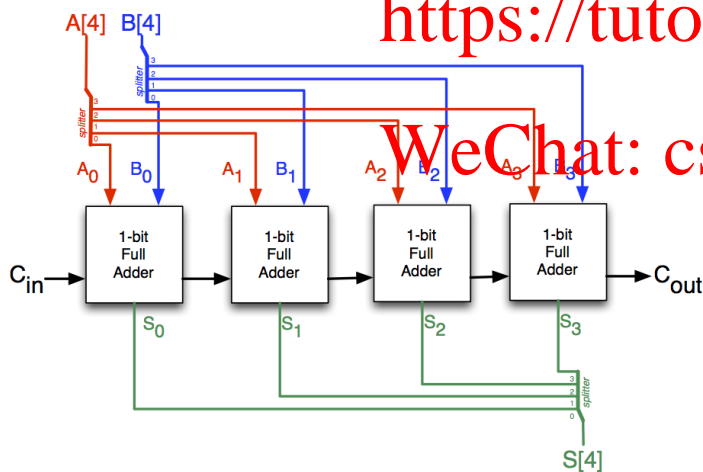 https://tuto
A[4] B[4]
splitter 3 2 1 0
splitter 3 2 1 0
WeChat: cs
A0 B0 A1 B1 A2 B2 A3 B3
1-bit Full Adder
1-bit Full Adder
1-bit Full Adder
1-bit Full Adder
Cin Cout
S0 S1 S2 S3
3 2 1 0 splitter
S[4]